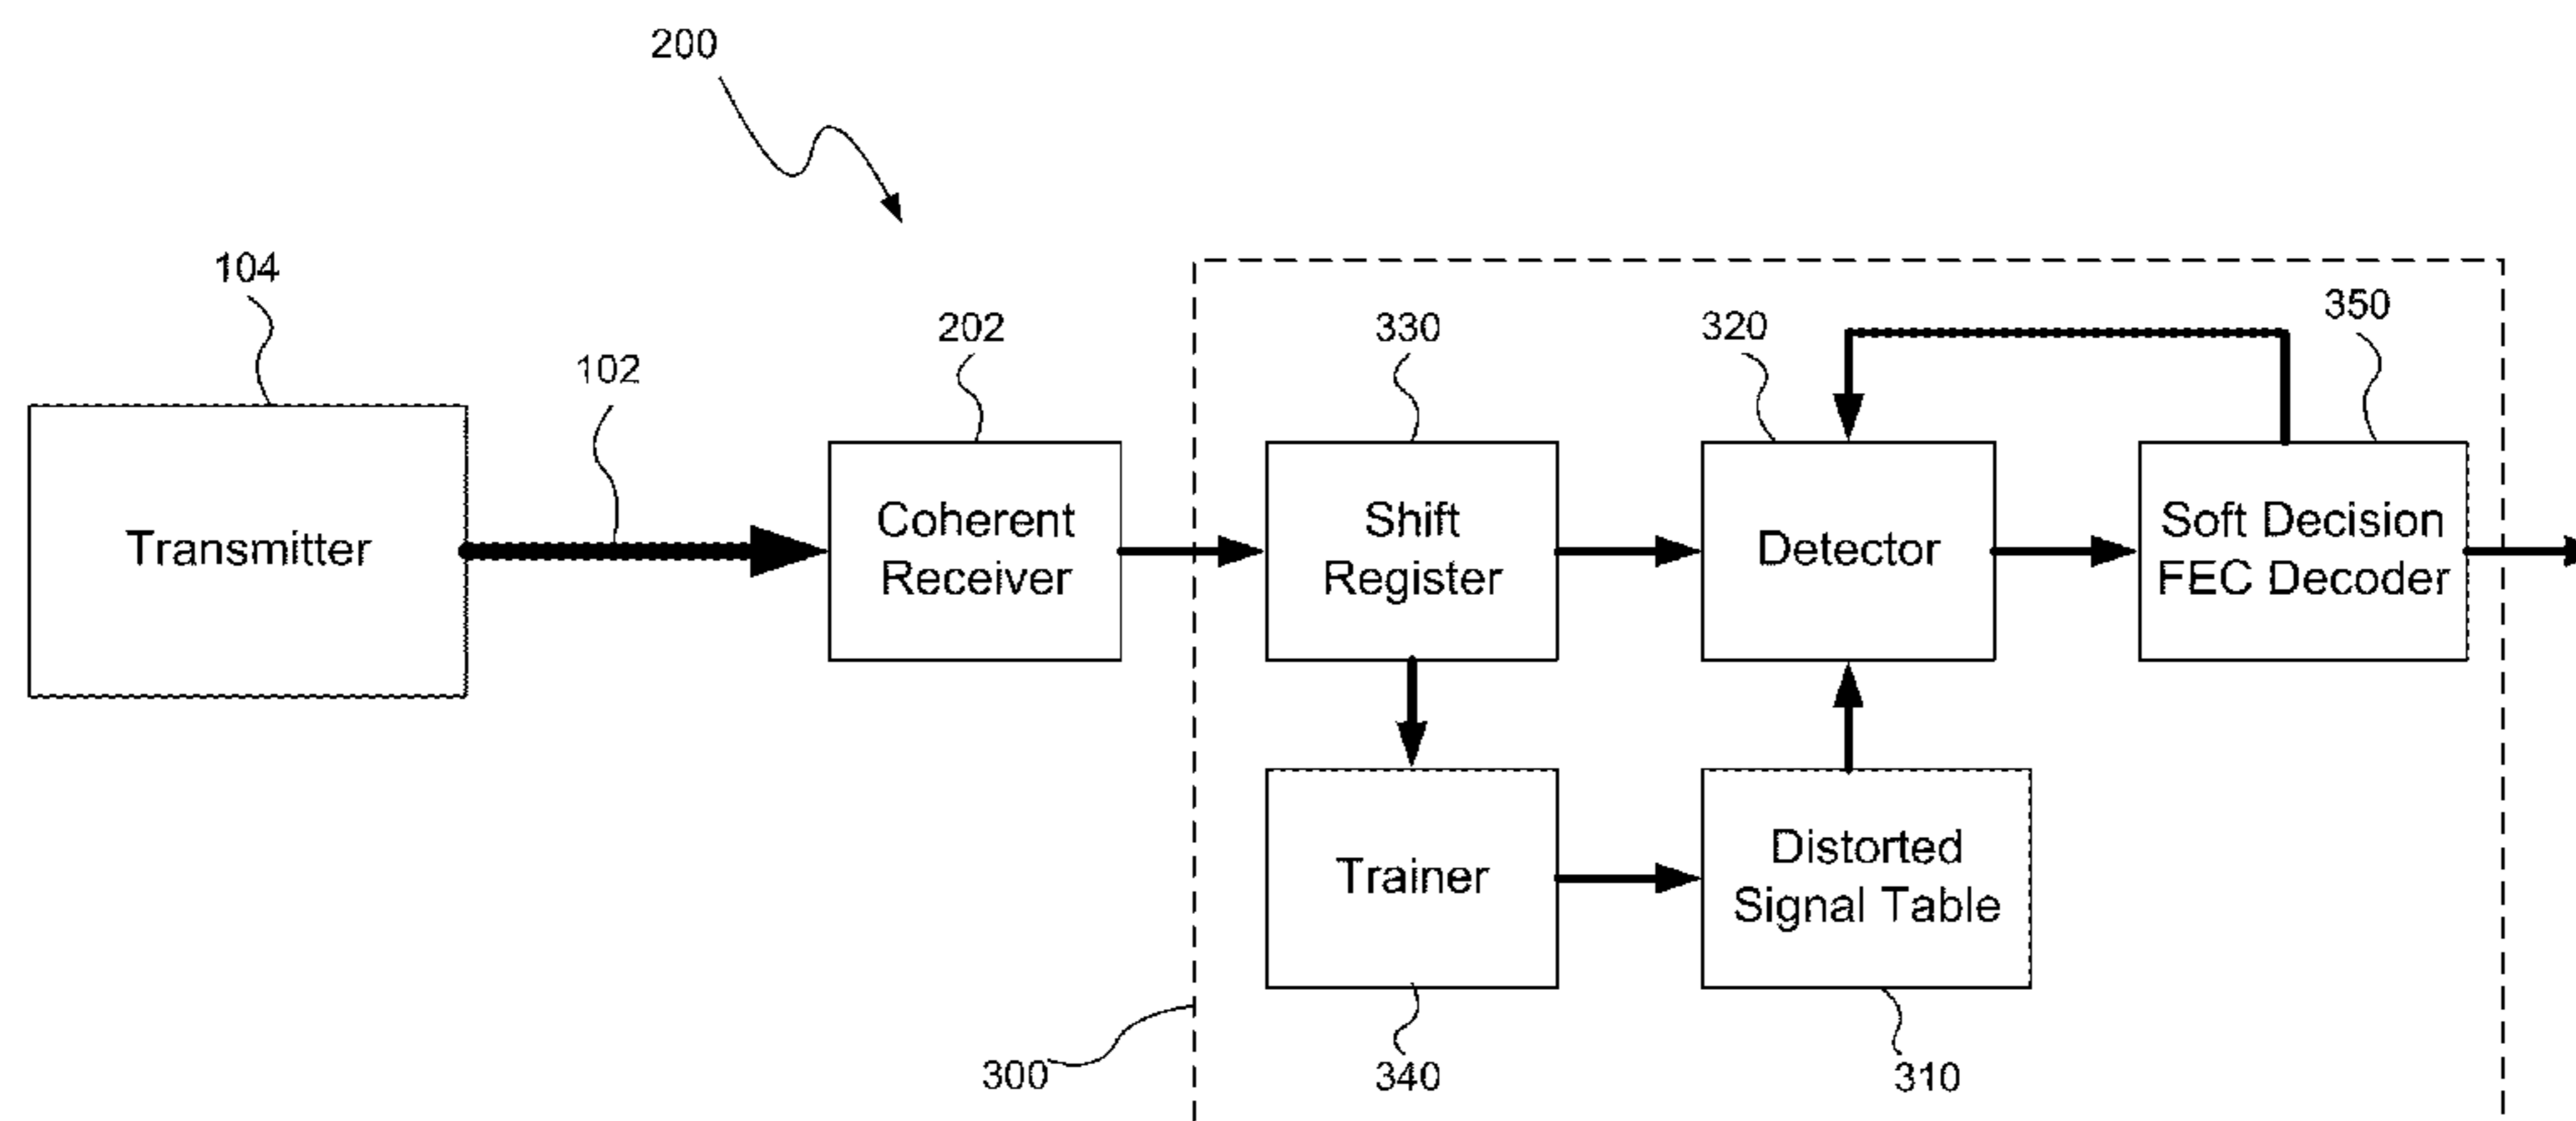 200
104
102
202
330
320
350
Transmitter
Coherent
Receiver
Shift
Register
Detector
Soft Decision
FEC Decoder
Trainer
Distorted
Signal Table
300
340
310